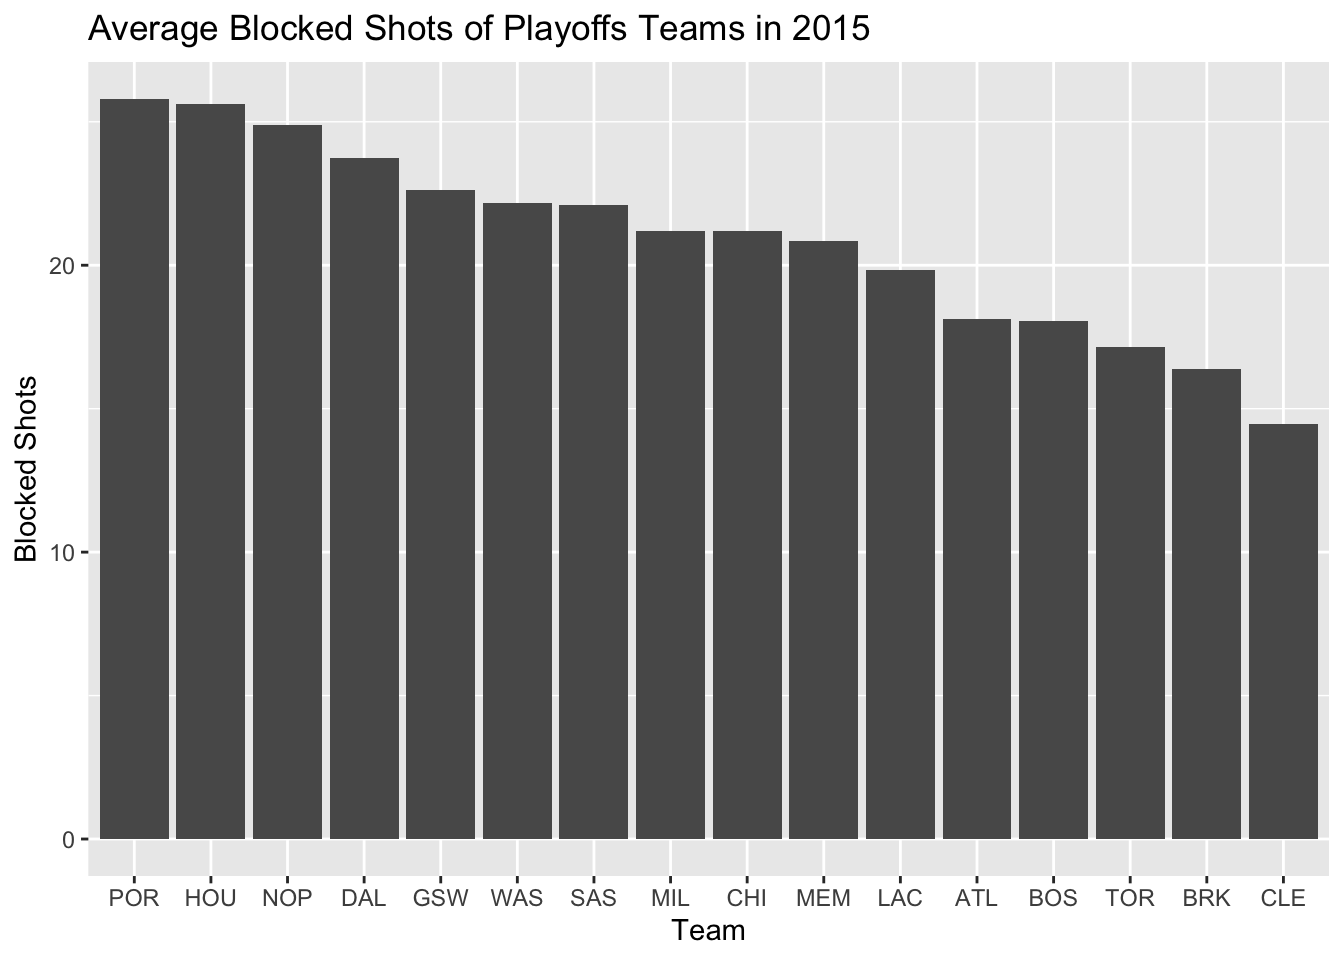 Average Blocked Shots of Playoffs Teams in 2015
Blocked Shots
20
10
0
POR HOU NOP DAL GSW WAS SAS MIL CHI MEM LAC ATL BOS TOR BRK CLE
Team